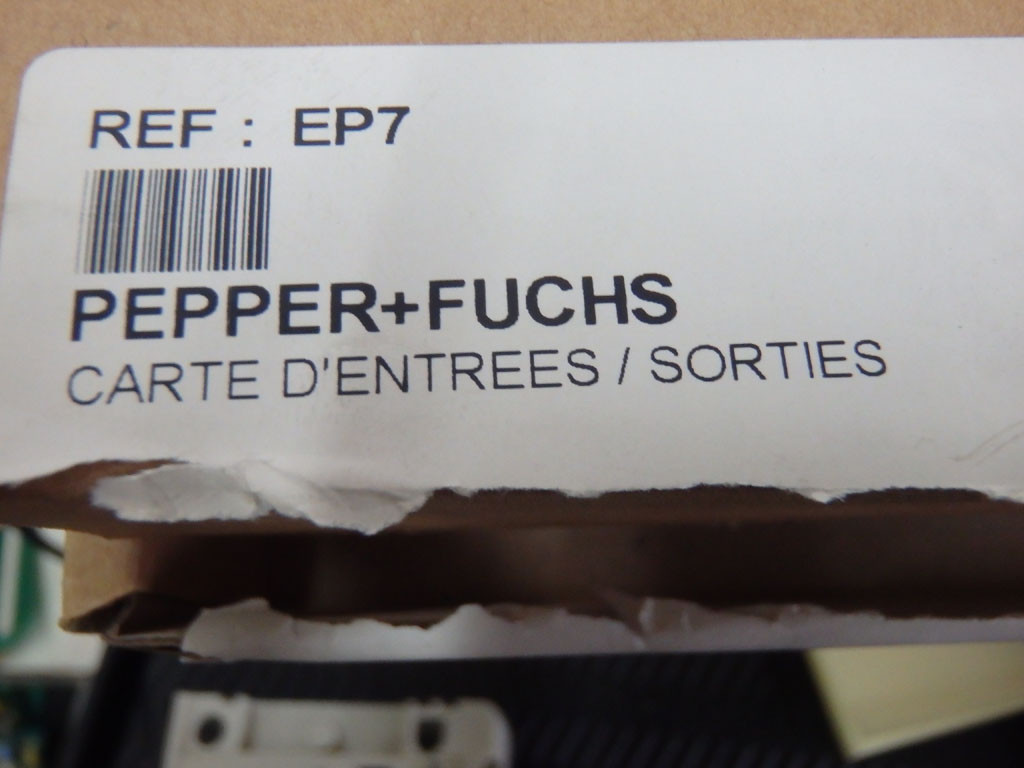 REF : EP7
PEPPER+FUCHS
CARTE D'ENTREES / SORTIES